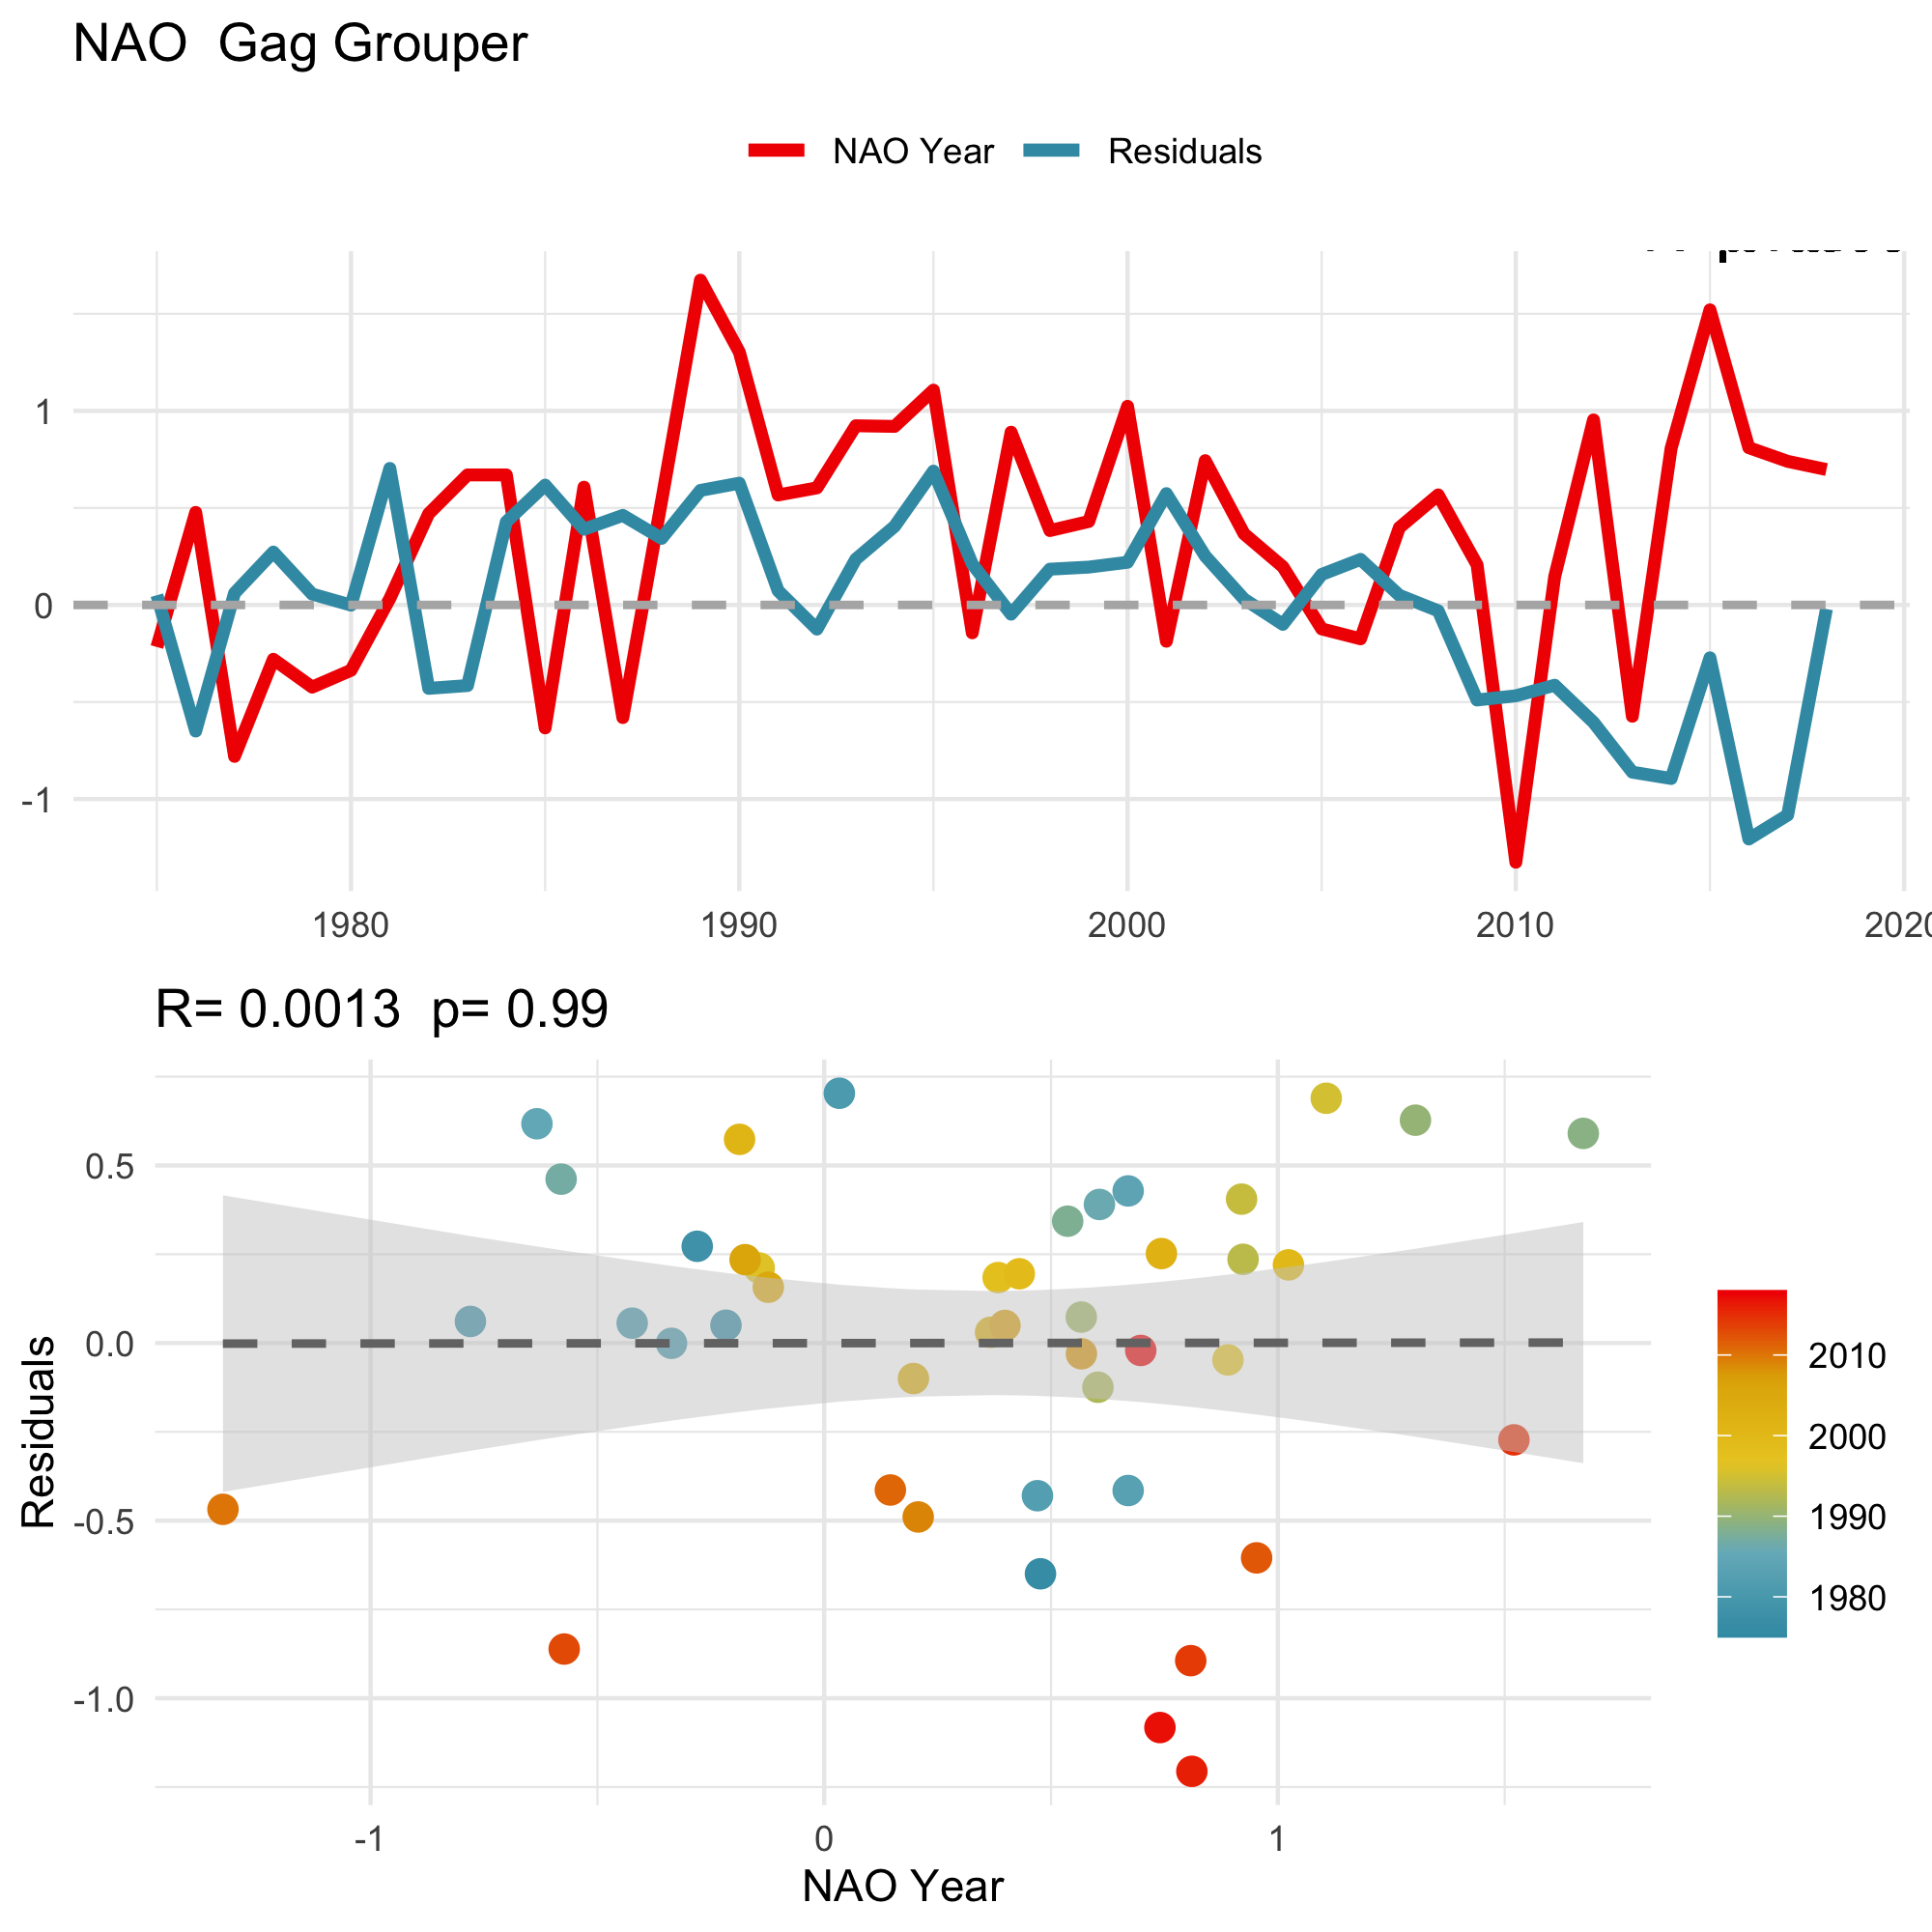 NAO  Gag Grouper
NAO Year Residuals
1
0
-1
1980 1990 2000 2010 2020
R= 0.0013  p= 0.99
0.5
0.0
-0.5
-1.0
Residuals
-1 0 1
NAO Year
2010
2000
1990
1980